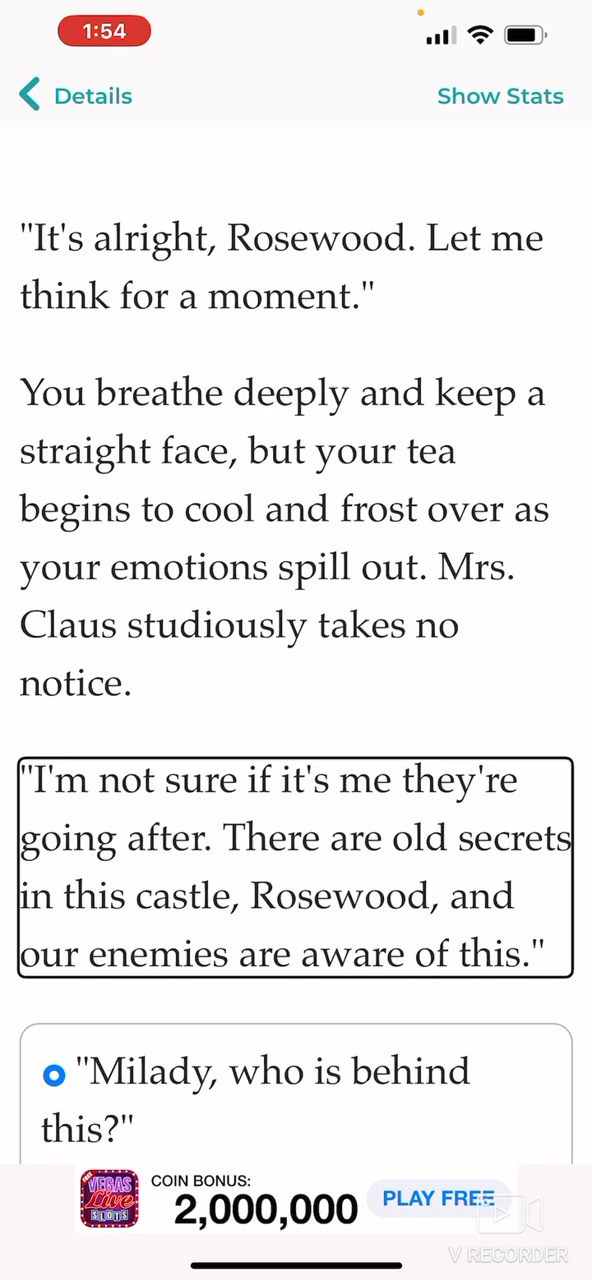 1:54
Details
Show Stats
"It's alright, Rosewood. Let me
think for a moment."
You breathe deeply and keep a
straight face, but your tea
begins to cool and frost over as
your emotions spill out. Mrs.
Claus studiously takes no
notice.
"I'm not sure if it's me they're
going after. There are old secrets
in this castle, Rosewood, and
our enemies are aware of this."
"Milady, who is behind
this?"
FREE
VEGAS
Live
SLOTS
COIN BONUS:
2,000,000
PLAY FREE
V RECORDER